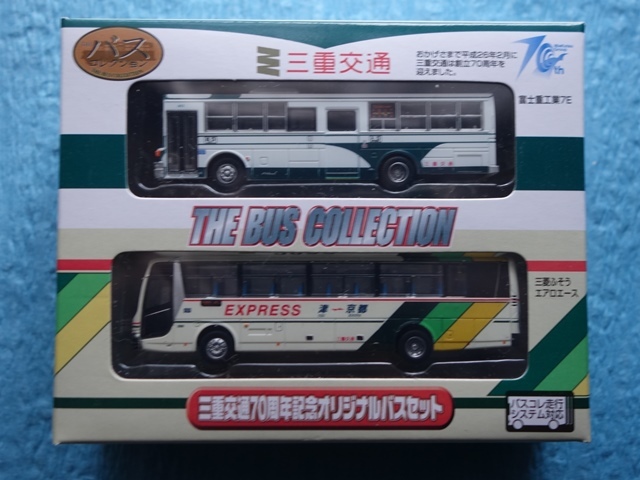 バス
コレクション
三重交通
おかげさまで平成26年2月に
三重交通は創立70周年を
迎えました。
70th
富士重工業7E
THE BUS COLLECTION
三菱ふそう
エアロエース
EXPRESS 津ー京都
三重交通70周年記念オリジナルバスセット
バスコレ走行
システム対応